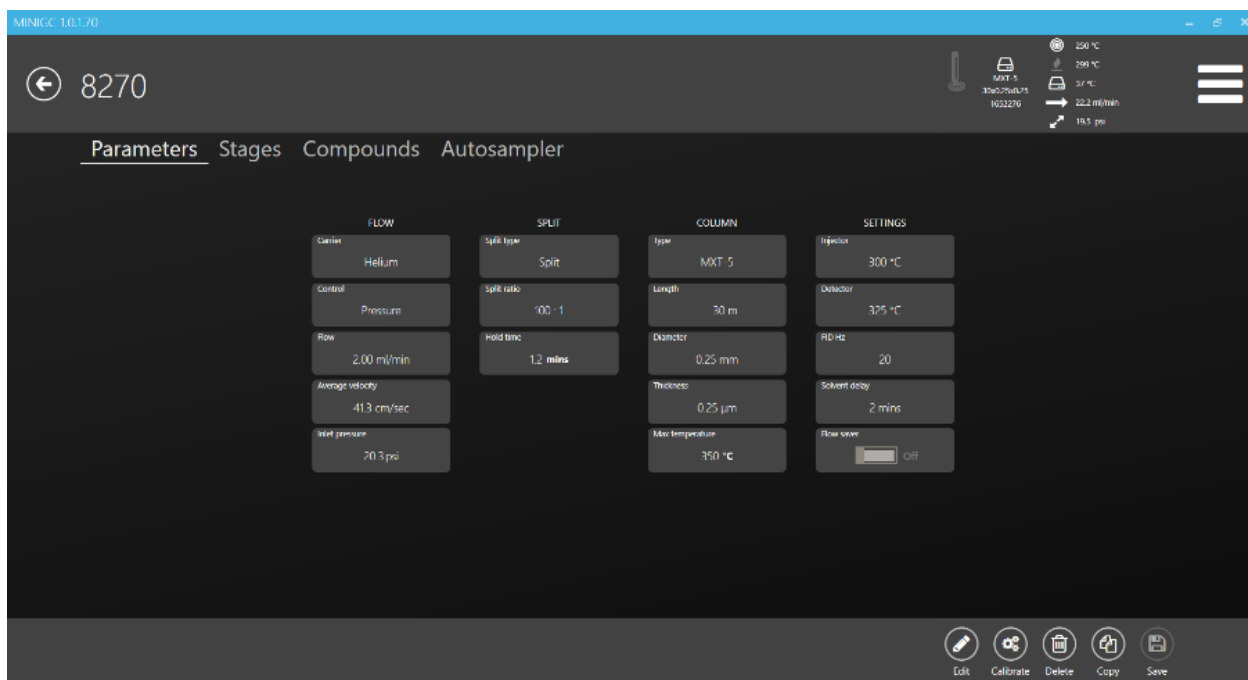 MINIGC 1.0.1.70
8270
MXT-5
30x0.25x0.25
1652276
250 °C
299 °C
37 °C
22.2 ml/min
19.5 psi
Parameters Stages Compounds Autosampler
FLOW SPLIT COLUMN SETTINGS
Carrier Split type Type Injector
Helium Split MXT-5 300 °C
Control Split ratio Length Detector
Pressure 100 : 1 30 m 325 °C
Flow Hold time Diameter FID Hz
2.00 ml/min 1.2 mins 0.25 mm 20
Average velocity Thickness Solvent delay
41.3 cm/sec 0.25 µm 2 mins
Inlet pressure Max temperature Flow saver
20.3 psi 350 °C Off
Edit Calibrate Delete Copy Save